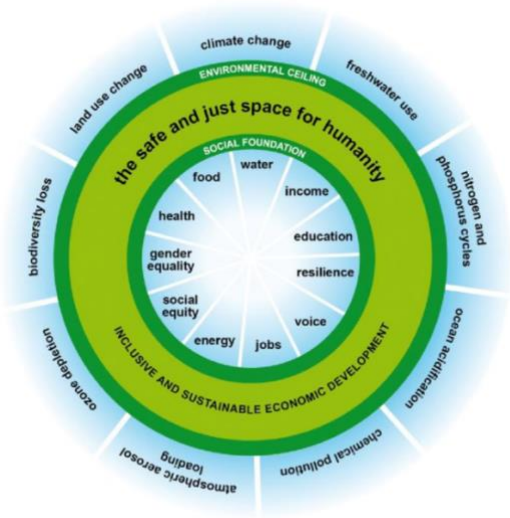 climate change
freshwater use
nitrogen and
phosphorus cycles
ocean acidification
chemical pollution
atmospheric aerosol
loading
ozone depletion
biodiversity loss
land use change
ENVIRONMENTAL CEILING
the safe and just space for humanity
SOCIAL FOUNDATION
water
income
education
resilience
voice
jobs
energy
social
equity
gender
equality
health
food
INCLUSIVE AND SUSTAINABLE ECONOMIC DEVELOPMENT